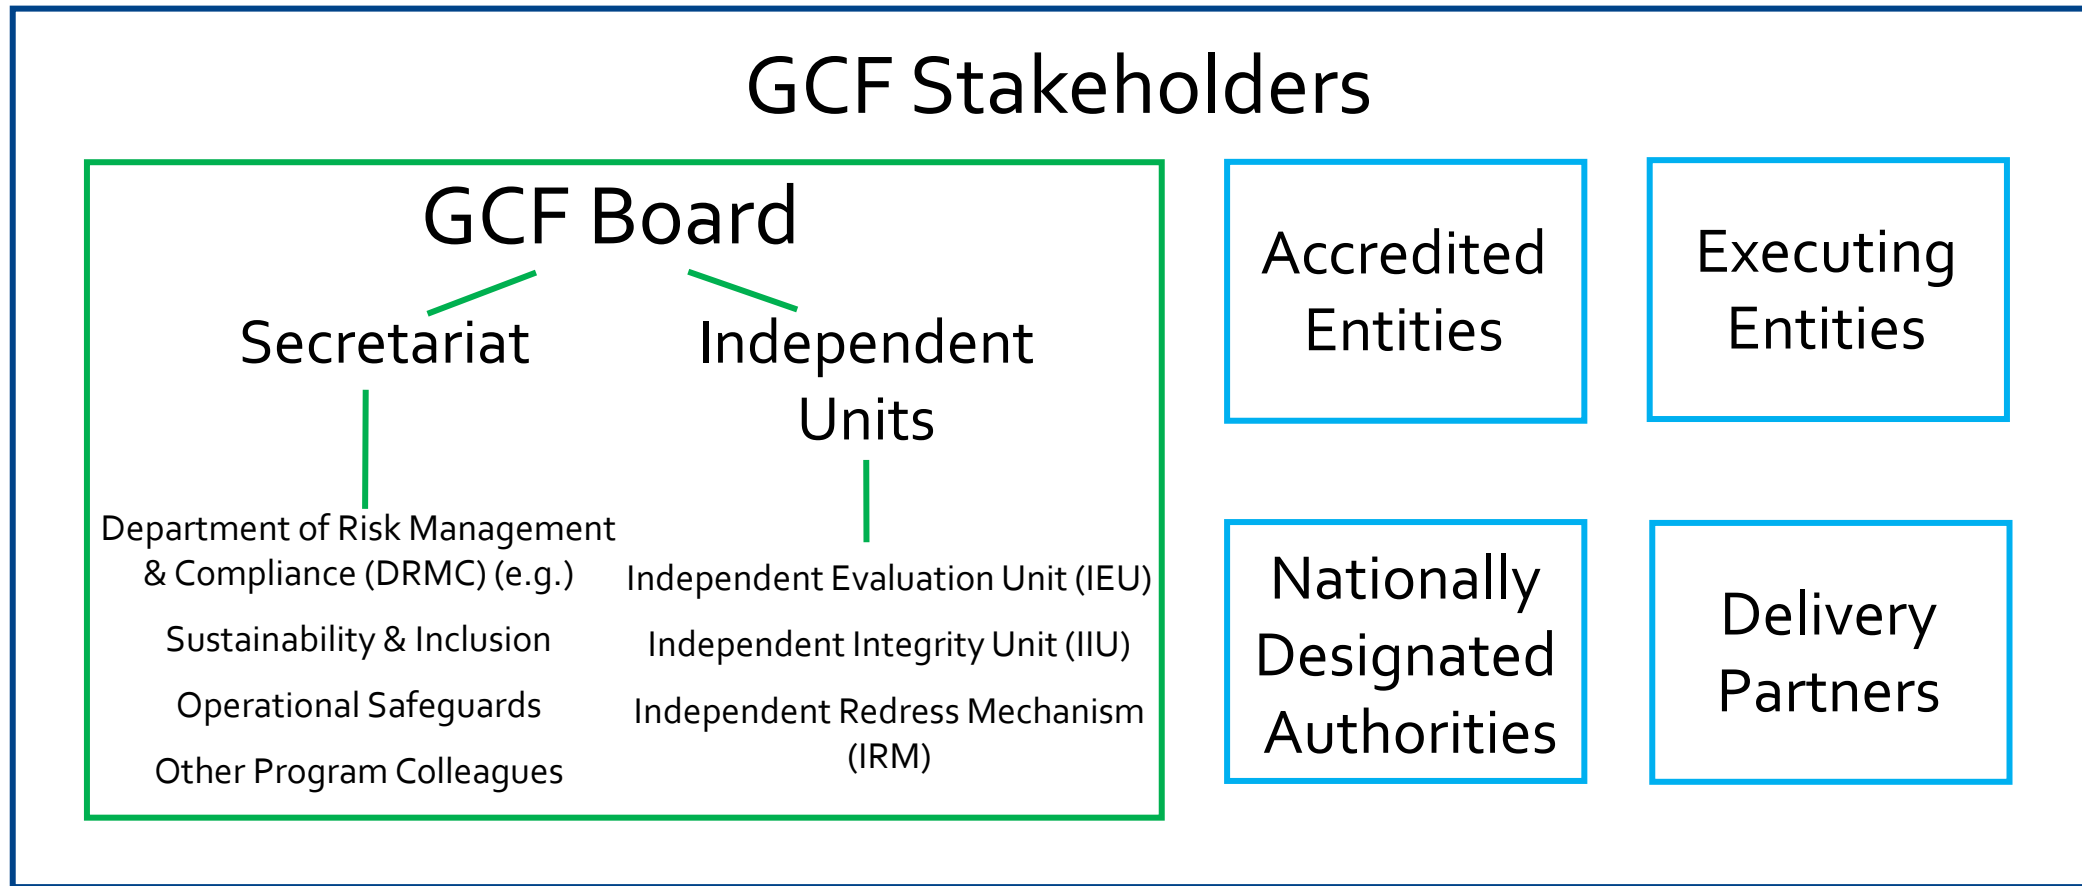 GCF Stakeholders
GCF Board
Secretariat
Department of Risk Management
& Compliance (DRMC) (e.g.)
Sustainability & Inclusion
Operational Safeguards
Other Program Colleagues
Independent
Units
Independent Evaluation Unit (IEU)
Independent Integrity Unit (IIU)
Independent Redress Mechanism
(IRM)
Accredited
Entities
Executing
Entities
Nationally
Designated
Authorities
Delivery
Partners